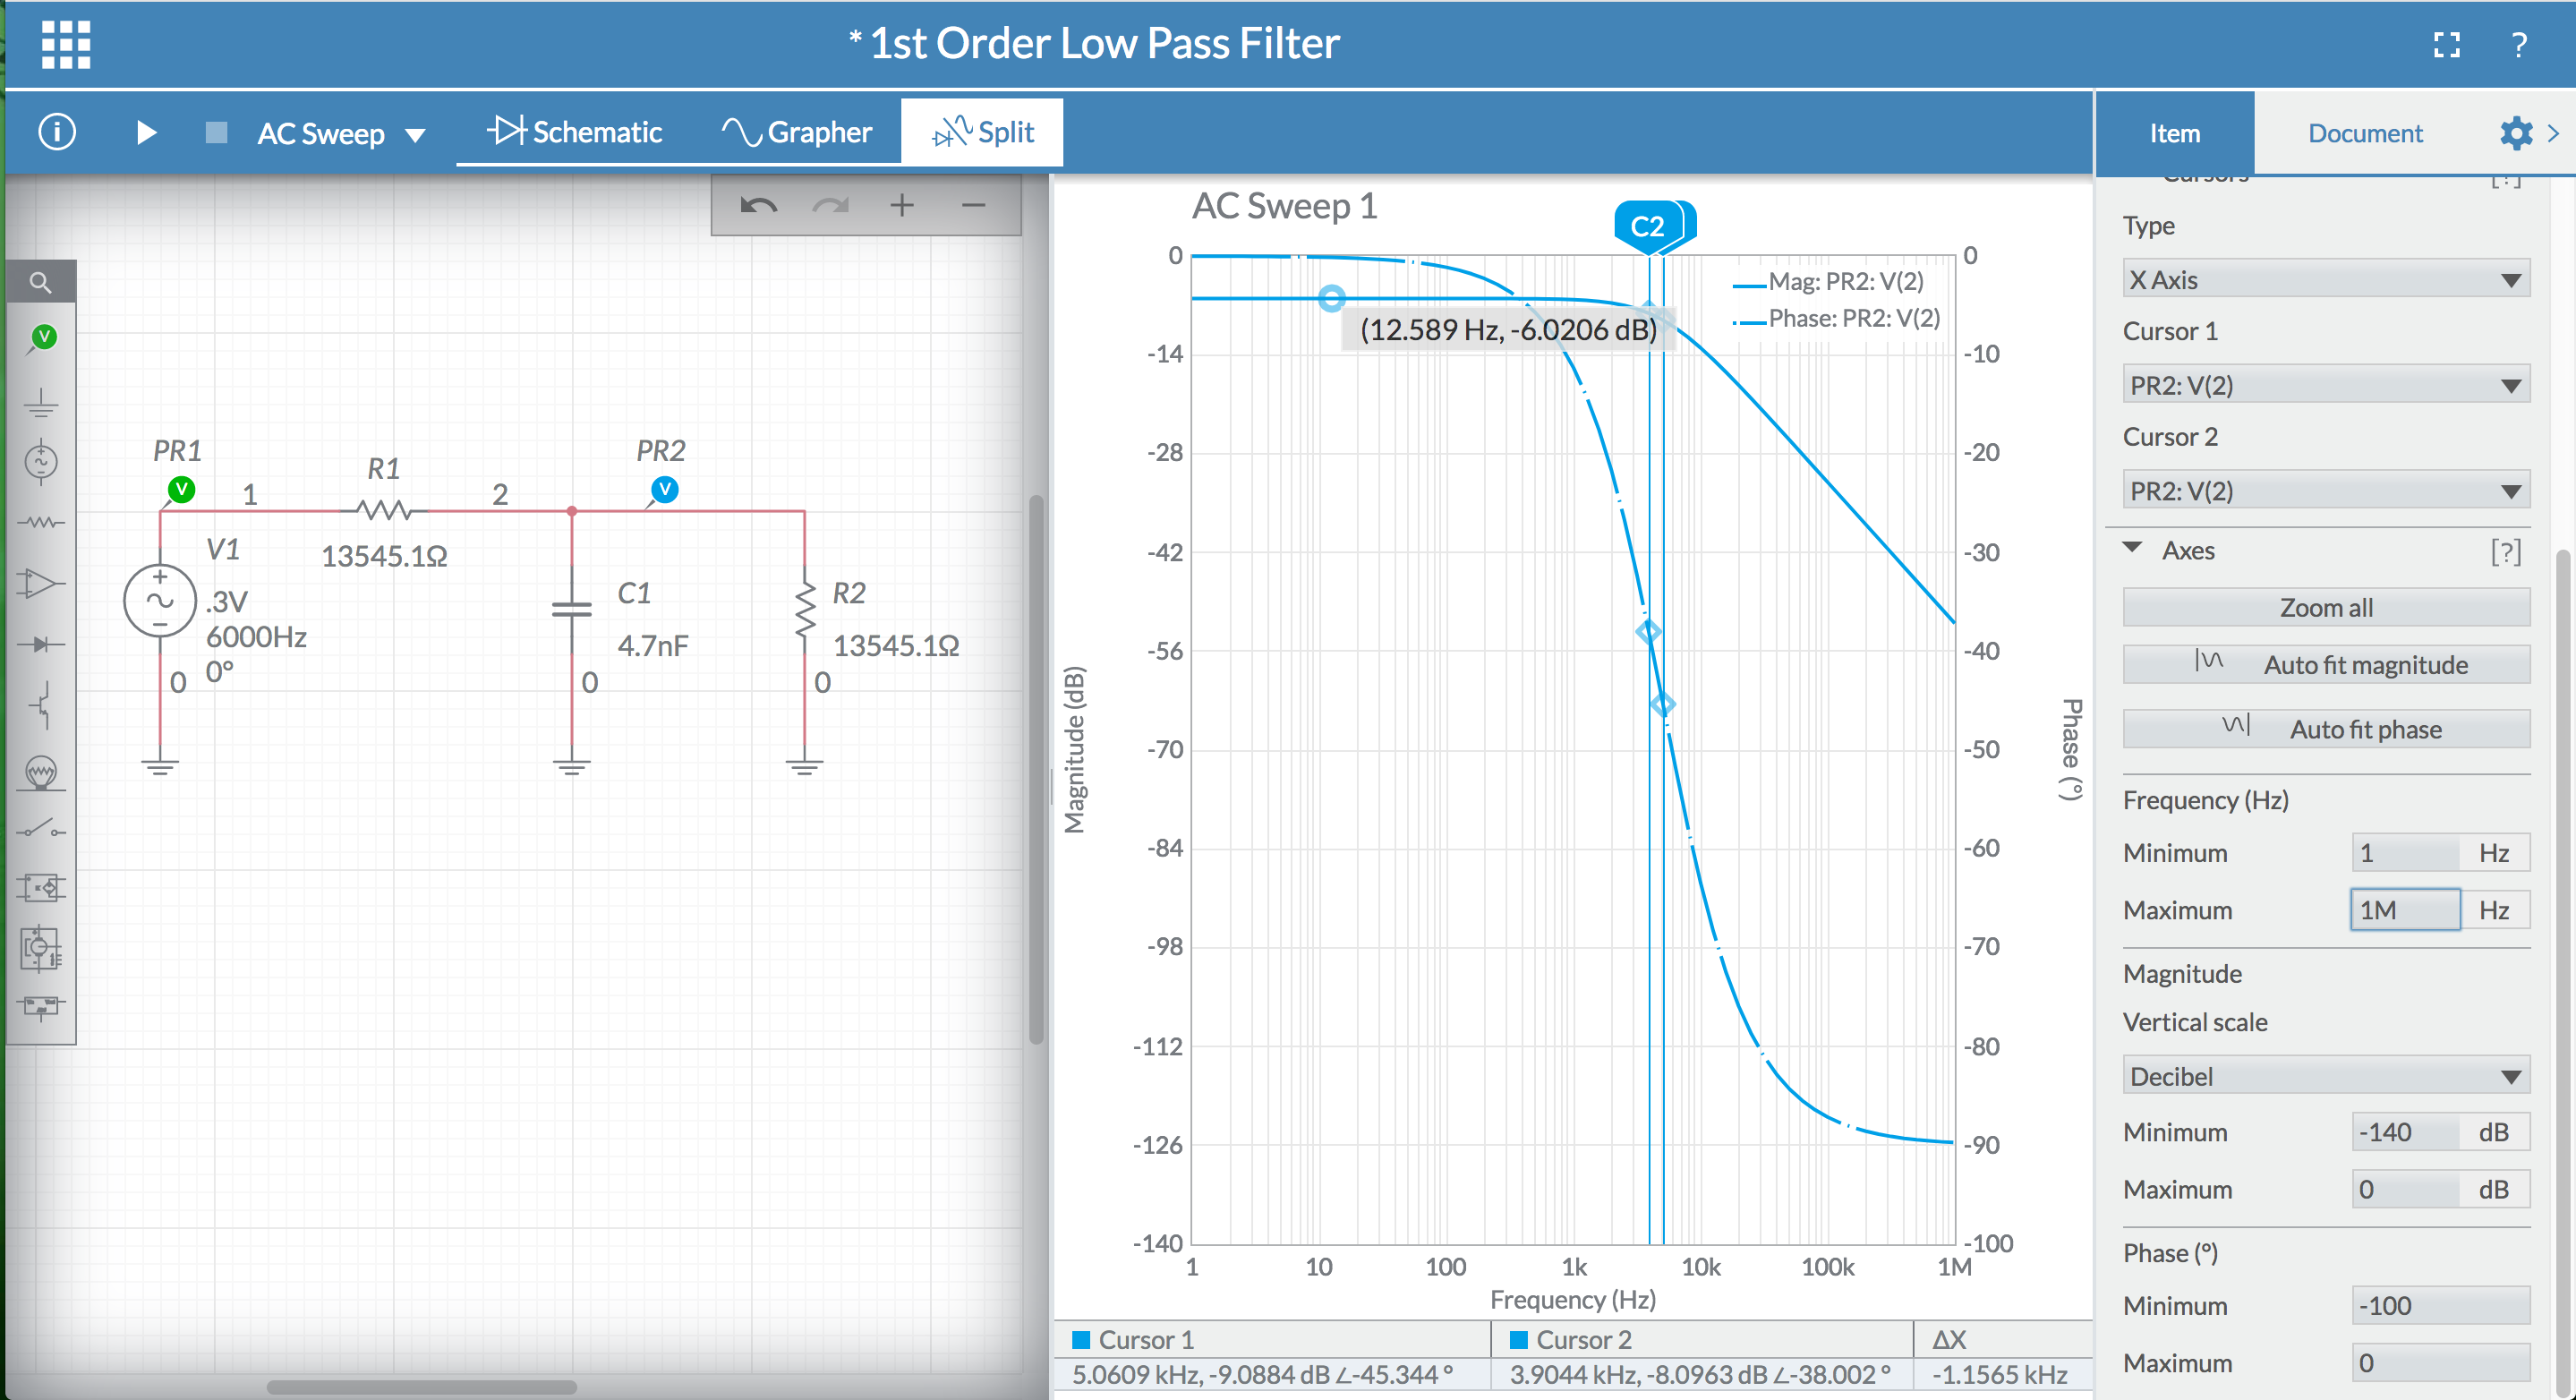 * 1st Order Low Pass Filter
?
i
AC Sweep
Schematic
Grapher
Split
Item
Document
AC Sweep 1
C2
Mag: PR2: V(2)
Phase: PR2: V(2)
(12.589 Hz, -6.0206 dB)
0
-14
-28
-42
-56
-70
-84
-98
-112
-126
-140
Magnitude (dB)
0
-10
-20
-30
-40
-50
-60
-70
-80
-90
-100
Phase (°)
1
10
100
1k
10k
100k
1M
Frequency (Hz)
Cursor 1
Cursor 2
ΔX
5.0609 kHz, -9.0884 dB ∠-45.344 °
3.9044 kHz, -8.0963 dB ∠-38.002 °
-1.1565 kHz
V
PR1
V
1
R1
13545.1Ω
2
PR2
V
V1
.3V
6000Hz
0°
0
C1
4.7nF
0
R2
13545.1Ω
0
Cursors
[?]
Type
X Axis
Cursor 1
PR2: V(2)
Cursor 2
PR2: V(2)
Axes
[?]
Zoom all
Auto fit magnitude
Auto fit phase
Frequency (Hz)
Minimum 1 Hz
Maximum 1M Hz
Magnitude
Vertical scale
Decibel
Minimum -140 dB
Maximum 0 dB
Phase (°)
Minimum -100
Maximum 0